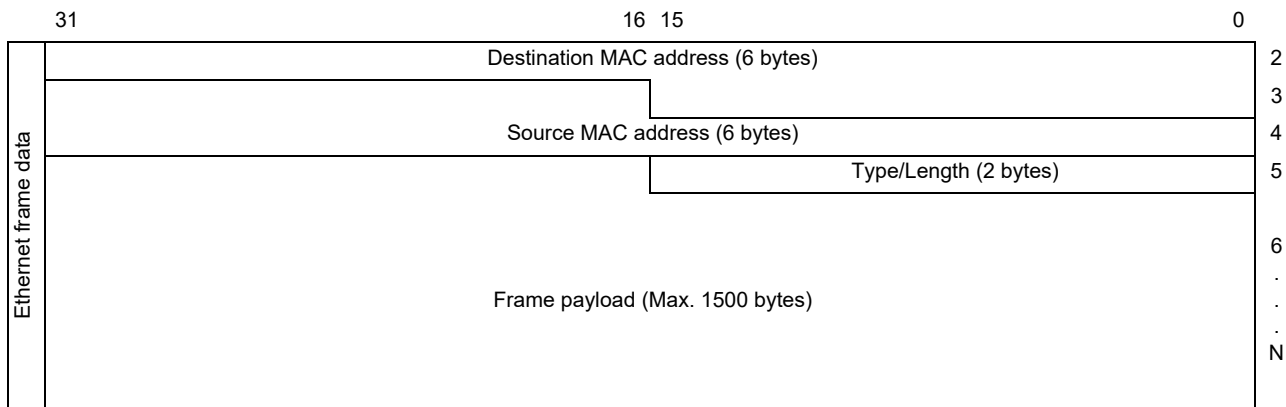 31 16 15 0
Destination MAC address (6 bytes) 2
3
Source MAC address (6 bytes) 4
Type/Length (2 bytes) 5
Ethernet frame data
6
.
Frame payload (Max. 1500 bytes) .
.
N